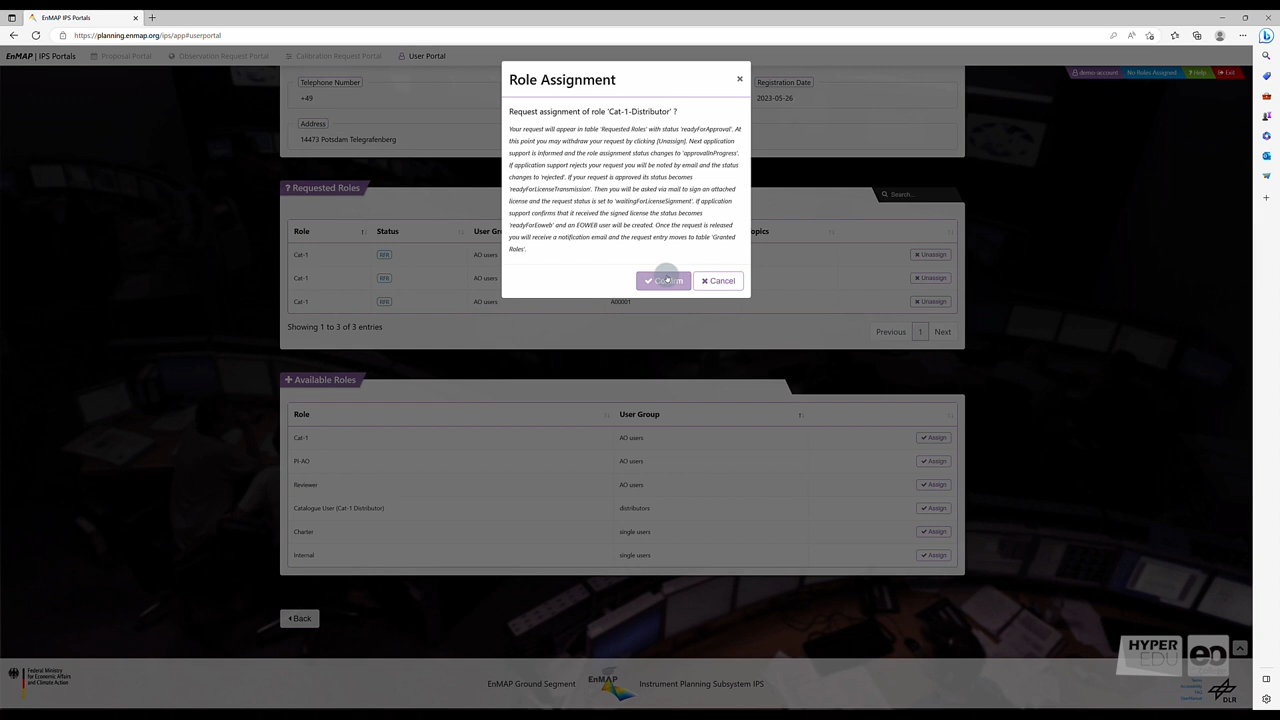 EnMAP IPS Portals
https://planning.enmap.org/ips/app#userportal
EnMAP | IPS Portals
Proposal Portal
Observation Request Portal
Calibration Request Portal
User Portal
demo-account
No Roles Assigned
? Help
Exit
Telephone Number
+49
Registration Date
2023-05-26
Address
14473 Potsdam Telegrafenberg
Role Assignment
Request assignment of role 'Cat-1-Distributor' ?
Your request will appear in table 'Requested Roles' with status 'readyForApproval'. At
this point you may withdraw your request by clicking [Unassign]. Next application
support is informed and the role assignment status changes to 'approvalInProgress'.
If application support rejects your request you will be noted by email and the status
changes to 'rejected'. If your request is approved its status becomes
'readyForLicenseTransmission'. Then you will be asked via mail to sign an attached
license and the request status is set to 'waitingForLicenseSignment'. If application
support confirms that it received the signed license the status becomes
'readyForEoweb' and an EOWEB user will be created. Once the request is released
you will receive a notification email and the request entry moves to table 'Granted
Roles'.
Confirm
Cancel
? Requested Roles
Search...
Role
Status
User Gr
opics
Cat-1
RFR
AO users
Unassign
Cat-1
RFR
AO users
Unassign
Cat-1
RFR
AO users
A00001
Unassign
Showing 1 to 3 of 3 entries
Previous
1
Next
Available Roles
Role
User Group
Cat-1
AO users
Assign
PI-AO
AO users
Assign
Reviewer
AO users
Assign
Catalogue User (Cat-1 Distributor)
distributors
Assign
Charter
single users
Assign
Internal
single users
Assign
Back
HYPER
EDU
eo
Federal Ministry
for Economic Affairs
and Climate Action
EnMAP Ground Segment
EnMAP
Instrument Planning Subsystem IPS
Terms
Accessibility
FAQ
UserManual
DLR